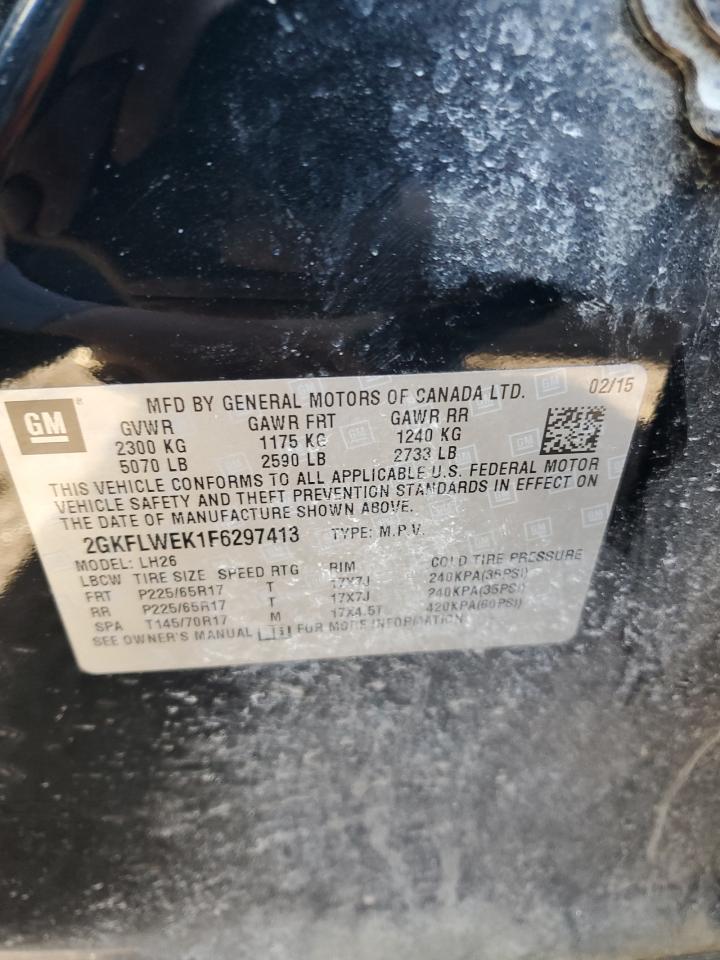 GM ®
MFD BY GENERAL MOTORS OF CANADA LTD. 02/15
GVWR GAWR FRT GAWR RR
2300 KG 1175 KG 1240 KG
5070 LB 2590 LB 2733 LB
THIS VEHICLE CONFORMS TO ALL APPLICABLE U.S. FEDERAL MOTOR
VEHICLE SAFETY AND THEFT PREVENTION STANDARDS IN EFFECT ON
THE DATE OF MANUFACTURE SHOWN ABOVE.
2GKFLWEK1F6297413 TYPE: M.P.V.
MODEL: LH26
LBCW TIRE SIZE SPEED RTG RIM COLD TIRE PRESSURE
FRT P225/65R17 T 17X7J 240KPA(35PSI)
RR P225/65R17 T 17X7J 240KPA(35PSI)
SPA T145/70R17 M 17X4.5T 420KPA(60PSI)
SEE OWNER'S MANUAL FOR MORE INFORMATION